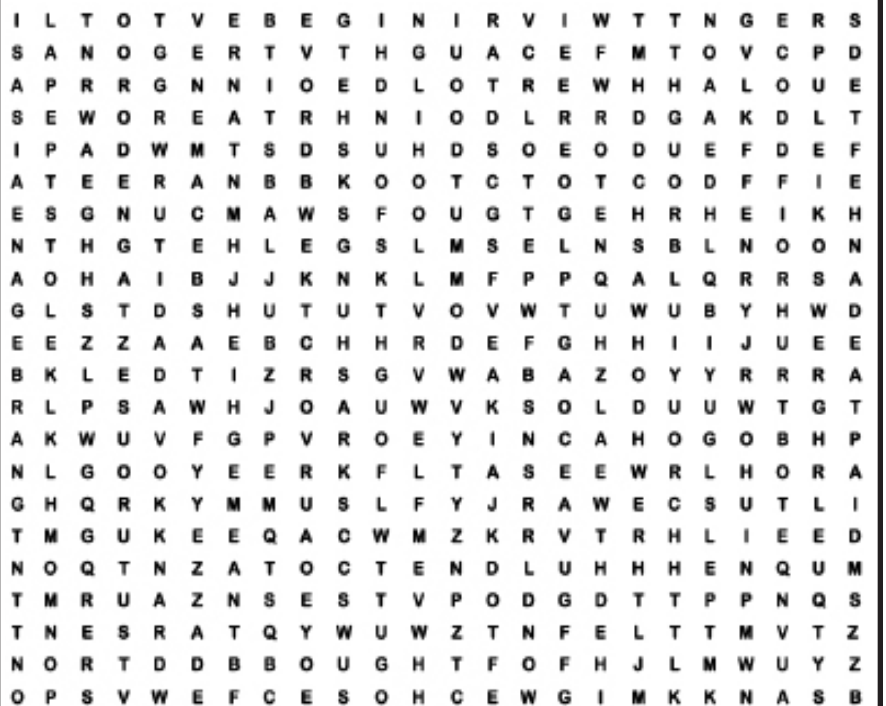 I L T O T V E B E G I N I R V I W T T N G E R S
S A N O G E R T V T H G U A C E F M T O V C P D
A P R R G N N I O E D L O T R E W H H A L O U E
S E W O R E A T R H N I O D L R R D G A K D L T
I P A D W M T S D S U H D S O E O D U E F D E F
A T E E R A N B B K O O T C T O T C O D F F I E
E S G N U C M A W S F O U G T G E H R H E I K H
N T H G T E H L E G S L M S E L N S B L N O O N
A O H A I B J J K N K L M F P P Q A L Q R R S A
G L S T D S H U T U T V O V W T U W U B Y H W D
E E Z Z A A E B C H H R D E F G H H I I J U E E
B K L E D T I Z R S G V W A B A Z O Y Y R R R A
R L P S A W H J O A U W V K S O L D U U W T G T
A K W U V F G P V R O E Y I N C A H O G O B H P
N L G O O Y E E R K F L T A S E E W R L H O R A
G H Q R K Y M M U S L F Y J R A W E C S U T L I
T M G U K E E Q A C W M Z K R V T R H L I E E D
N O Q T N Z A T O C T E N D L U H H H E N Q U M
T M R U A Z N S E S T V P O D G D T T P P N Q S
T N E S R A T Q Y W U W Z T N F E L T T M V T Z
N O R T D D B B O U G H T F O F H J L M W U Y Z
O P S V W E F C E S O H C E W G I M K K N A S B